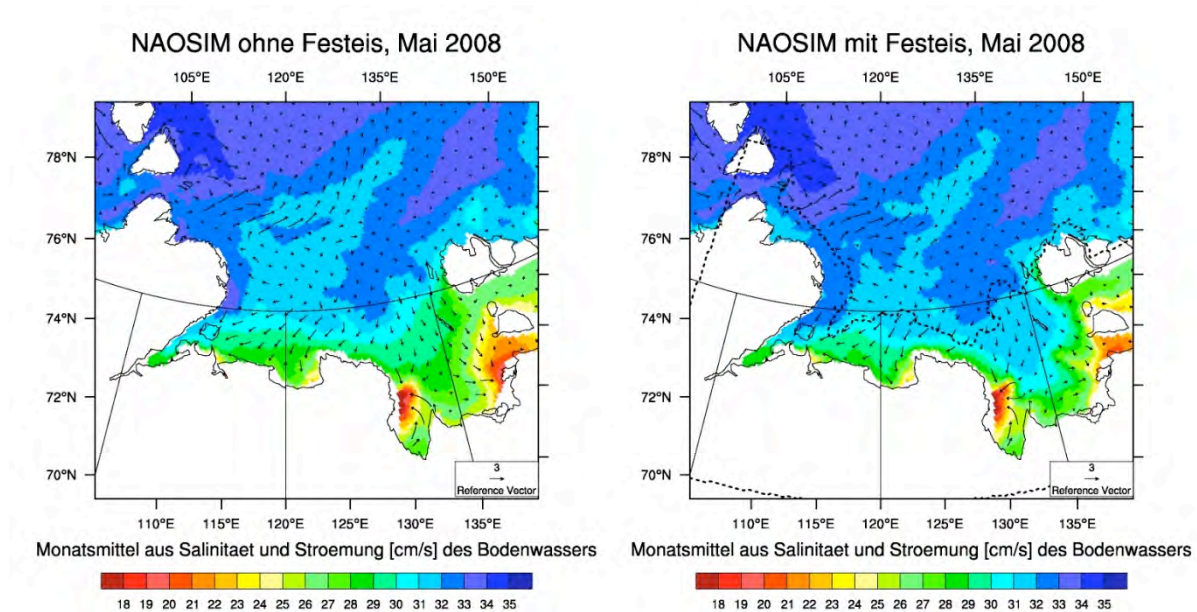 NAOSIM ohne Festeis, Mai 2008
105°E 120°E 135°E 150°E
78°N
76°N
74°N
72°N
70°N
3
Reference Vector
110°E 115°E 120°E 125°E 130°E 135°E
Monatsmittel aus Salinitaet und Stroemung [cm/s] des Bodenwassers
18 19 20 21 22 23 24 25 26 27 28 29 30 31 32 33 34 35
NAOSIM mit Festeis, Mai 2008
105°E 120°E 135°E 150°E
78°N
76°N
74°N
72°N
70°N
3
Reference Vector
110°E 115°E 120°E 125°E 130°E 135°E
Monatsmittel aus Salinitaet und Stroemung [cm/s] des Bodenwassers
18 19 20 21 22 23 24 25 26 27 28 29 30 31 32 33 34 35